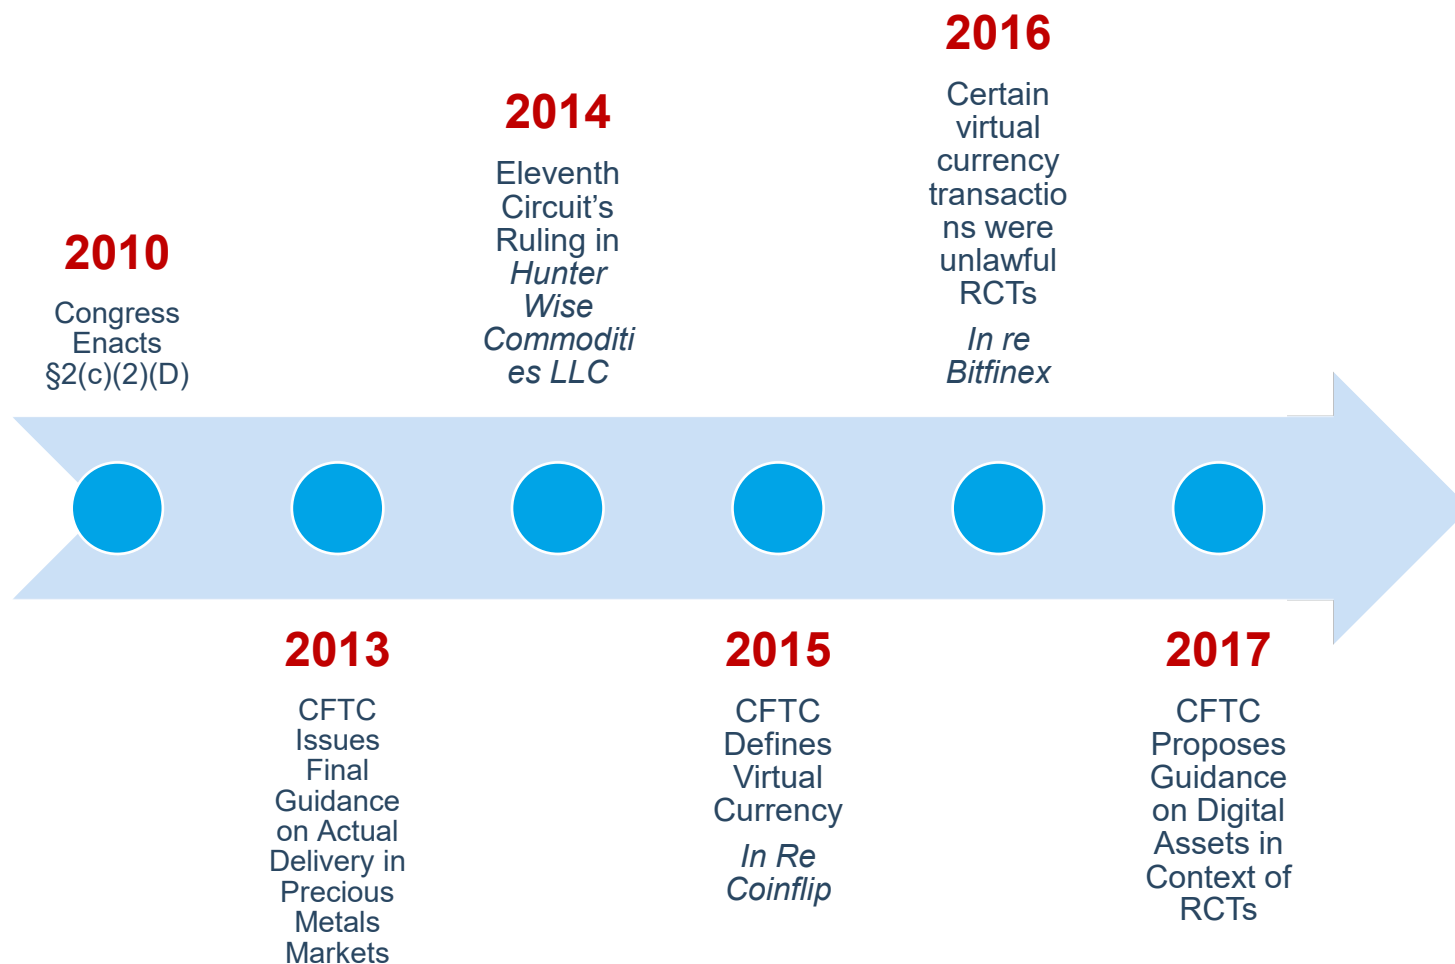 2010
Congress
Enacts
§2(c)(2)(D)
2013
CFTC
Issues
Final
Guidance
on Actual
Delivery in
Precious
Metals
Markets
2014
Eleventh
Circuit’s
Ruling in
Hunter
Wise
Commoditi
es LLC
2015
CFTC
Defines
Virtual
Currency
In Re
Coinflip
2016
Certain
virtual
currency
transactio
ns were
unlawful
RCTs
In re
Bitfinex
2017
CFTC
Proposes
Guidance
on Digital
Assets in
Context of
RCTs